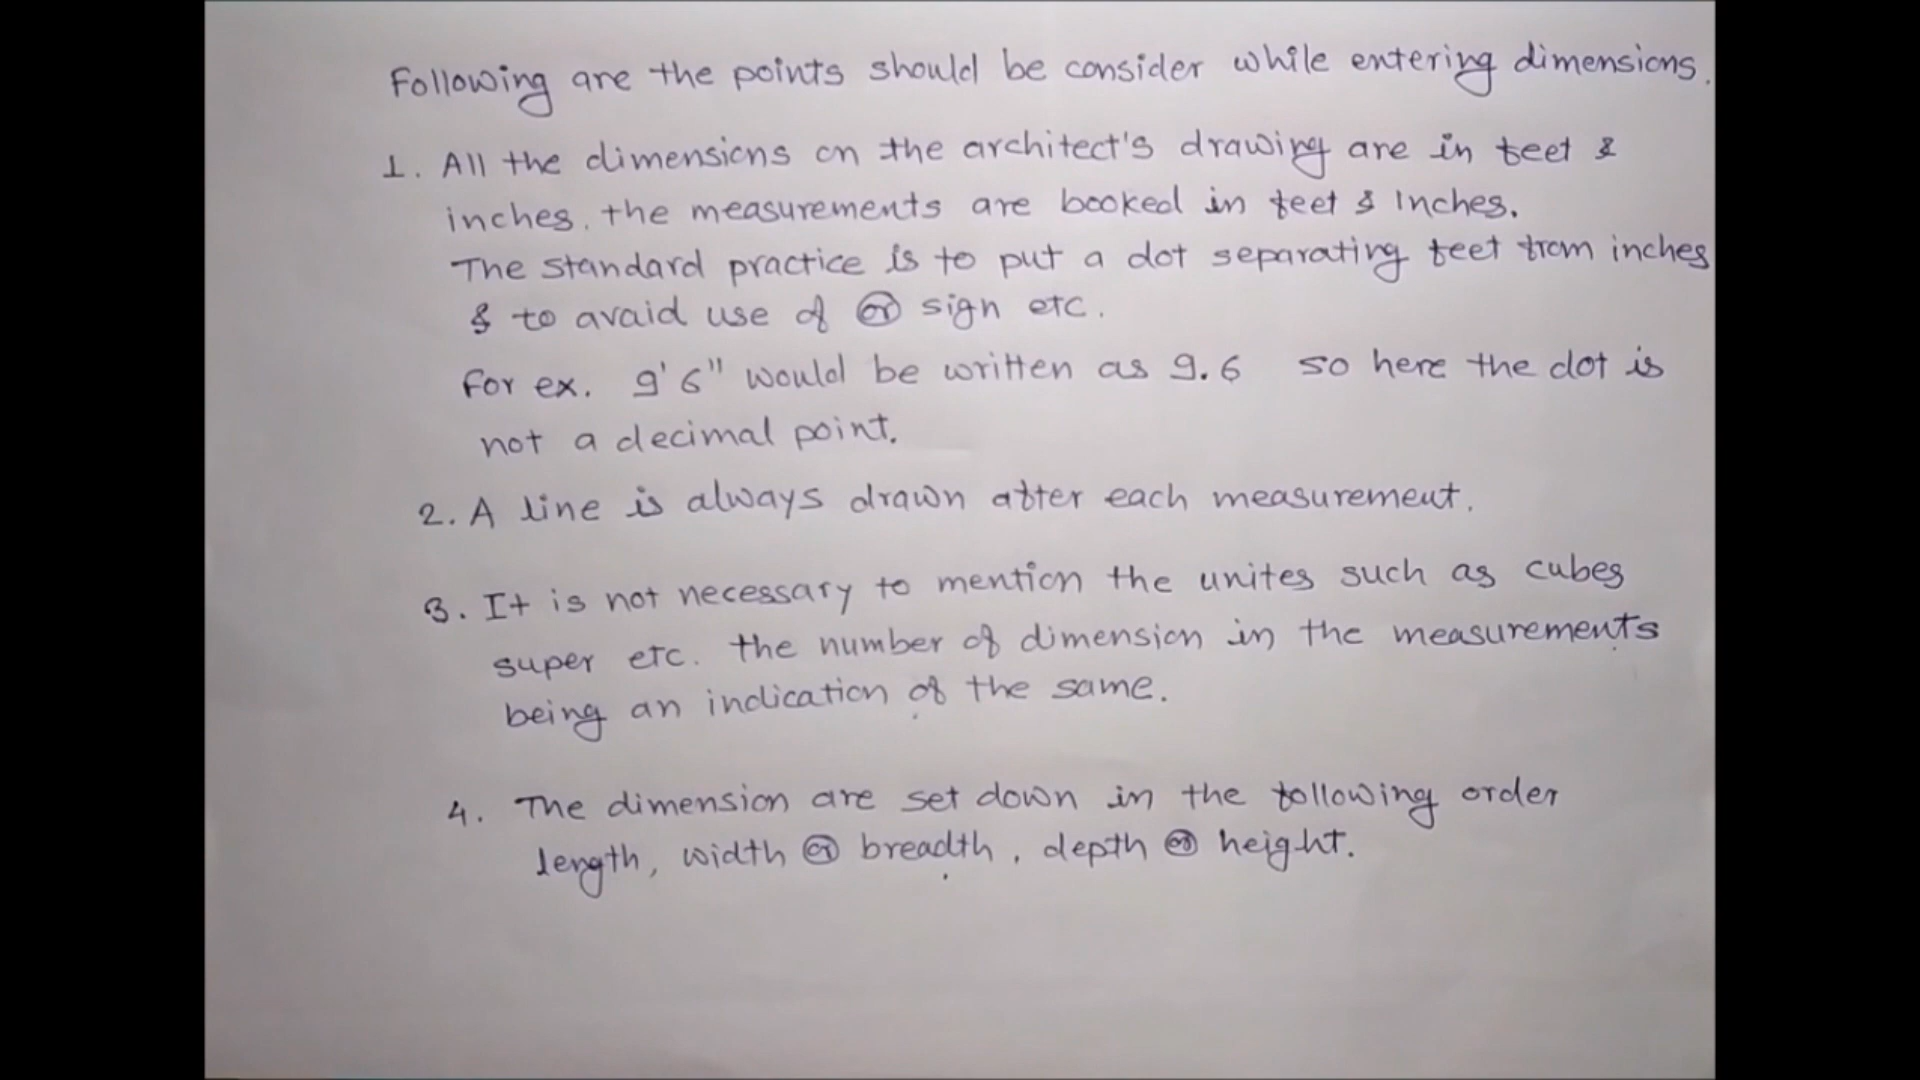 Following are the points should be consider while entering dimensions.
1. All the dimensions on the architect's drawing are in feet &
inches. the measurements are booked in feet & Inches.
The standard practice is to put a dot separating feet from inches
& to avaid use of or sign etc.
For ex. 9'6" would be written as 9.6 so here the dot is
not a decimal point.
2. A line is always drawn after each measurement.
3. It is not necessary to mention the unites such as cubes
super etc. the number of dimension in the measurements
being an indication of the same.
4. The dimension are set down in the following order
length, width or breadth, depth or height.